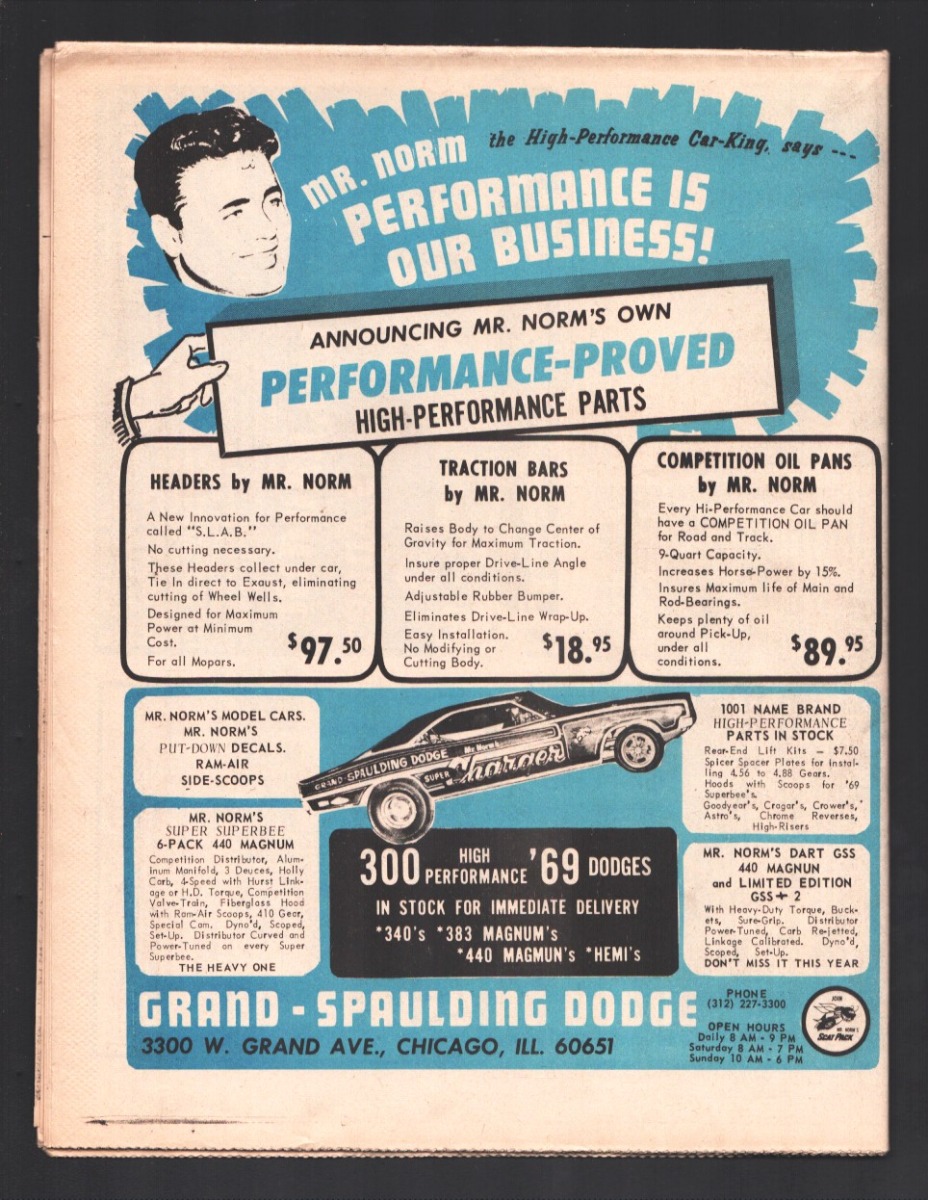 the High-Performance Car-King, says ---
MR. NORM
PERFORMANCE IS
OUR BUSINESS!
ANNOUNCING MR. NORM'S OWN
PERFORMANCE-PROVED
HIGH-PERFORMANCE PARTS
HEADERS by MR. NORM
A New Innovation for Performance
called "S.L.A.B."
No cutting necessary.
These Headers collect under car,
Tie In direct to Exaust, eliminating
cutting of Wheel Wells.
Designed for Maximum
Power at Minimum
Cost.
For all Mopars.
$97.50
TRACTION BARS
by MR. NORM
Raises Body to Change Center of
Gravity for Maximum Traction.
Insure proper Drive-Line Angle
under all conditions.
Adjustable Rubber Bumper.
Eliminates Drive-Line Wrap-Up.
Easy Installation.
No Modifying or
Cutting Body.
$18.95
COMPETITION OIL PANS
by MR. NORM
Every Hi-Performance Car should
have a COMPETITION OIL PAN
for Road and Track.
9-Quart Capacity.
Increases Horse-Power by 15%.
Insures Maximum life of Main and
Rod-Bearings.
Keeps plenty of oil
around Pick-Up,
under all
conditions.
$89.95
MR. NORM'S MODEL CARS.
MR. NORM'S
PUT-DOWN DECALS.
RAM-AIR
SIDE-SCOOPS
GRAND-SPAULDING DODGE
Mr. Norm's
SUPER Charger
1001 NAME BRAND
HIGH-PERFORMANCE
PARTS IN STOCK
Rear-End Lift Kits — $7.50
Spicer Spacer Plates for Instal-
ling 4.56 to 4.88 Gears.
Hoods with Scoops for '69
Superbee's.
Goodyear's, Crogar's, Crower's,
Astro's, Chrome Reverses,
High-Risers
MR. NORM'S
SUPER SUPERBEE
6-PACK 440 MAGNUM
Competition Distributor, Alum-
inum Manifold, 3 Deuces, Holly
Carb, 4-Speed with Hurst Link-
age or H.D. Torque, Competition
Valve-Train, Fiberglass Hood
with Ram-Air Scoops, 410 Gear,
Special Cam. Dyno'd, Scoped,
Set-Up. Distributor Curved and
Power-Tuned on every Super
Superbee.
THE HEAVY ONE
300 HIGH PERFORMANCE '69 DODGES
IN STOCK FOR IMMEDIATE DELIVERY
*340's *383 MAGNUM's
*440 MAGMUN's *HEMI's
MR. NORM'S DART GSS
440 MAGNUN
and LIMITED EDITION
GSS+ 2
With Heavy-Duty Torque, Buck-
ets, Sure-Grip. Distributor
Power-Tuned, Carb Re-jetted,
Linkage Calibrated. Dyno'd,
Scoped, Set-Up.
DON'T MISS IT THIS YEAR
GRAND - SPAULDING DODGE
3300 W. GRAND AVE., CHICAGO, ILL. 60651
PHONE
(312) 227-3300
OPEN HOURS
Daily 8 AM - 9 PM
Saturday 8 AM - 7 PM
Sunday 10 AM - 6 PM
JOIN
MR. NORM'S
SCAT PACK